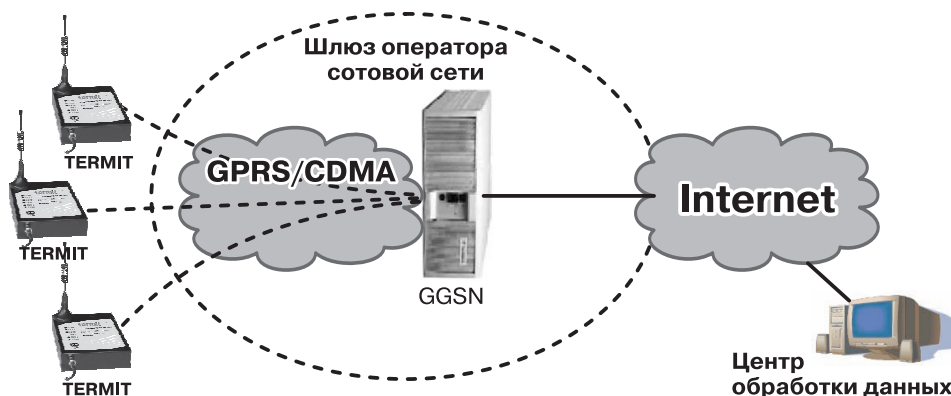 Шлюз оператора
сотовой сети
TERMIT
GPRS/CDMA
Internet
TERMIT
GGSN
TERMIT
Центр
обработки данных